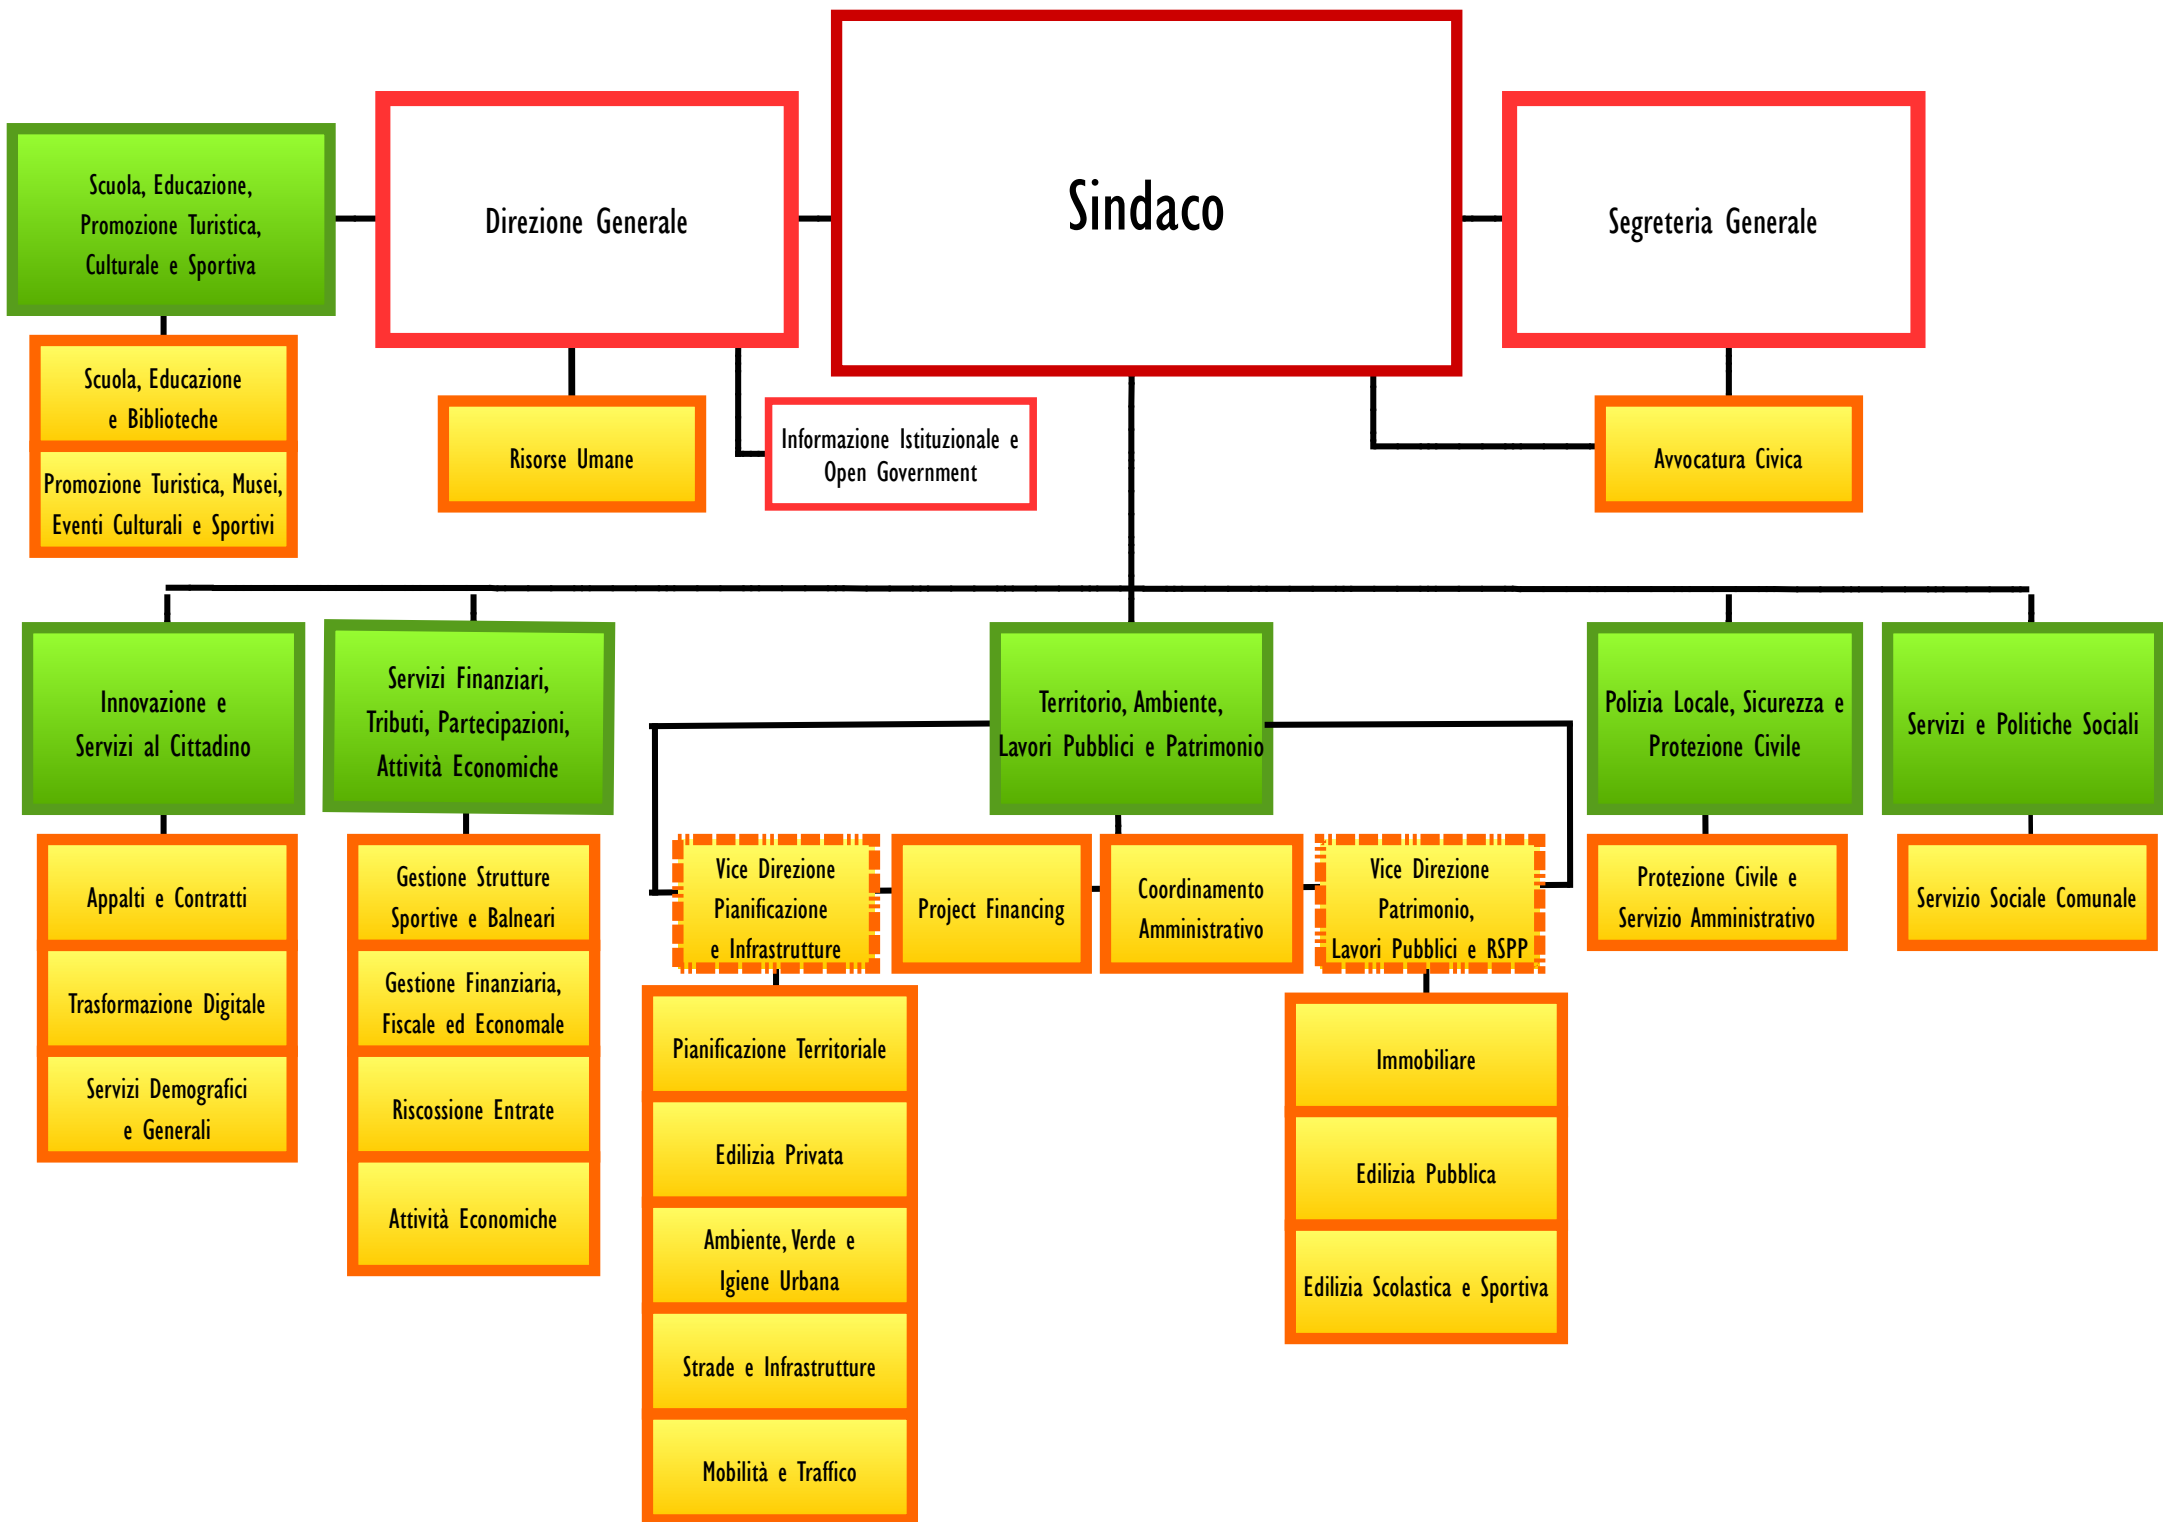 Sindaco
Direzione Generale
Segreteria Generale
Scuola, Educazione,
Promozione Turistica,
Culturale e Sportiva
Scuola, Educazione
e Biblioteche
Promozione Turistica, Musei,
Eventi Culturali e Sportivi
Risorse Umane
Informazione Istituzionale e
Open Government
Avvocatura Civica
Innovazione e
Servizi al Cittadino
Appalti e Contratti
Trasformazione Digitale
Servizi Demografici
e Generali
Servizi Finanziari,
Tributi, Partecipazioni,
Attività Economiche
Gestione Strutture
Sportive e Balneari
Gestione Finanziaria,
Fiscale ed Economale
Riscossione Entrate
Attività Economiche
Territorio, Ambiente,
Lavori Pubblici e Patrimonio
Vice Direzione
Pianificazione
e Infrastrutture
Project Financing
Coordinamento
Amministrativo
Vice Direzione
Patrimonio,
Lavori Pubblici e RSPP
Pianificazione Territoriale
Edilizia Privata
Ambiente, Verde e
Igiene Urbana
Strade e Infrastrutture
Mobilità e Traffico
Immobiliare
Edilizia Pubblica
Edilizia Scolastica e Sportiva
Polizia Locale, Sicurezza e
Protezione Civile
Protezione Civile e
Servizio Amministrativo
Servizi e Politiche Sociali
Servizio Sociale Comunale